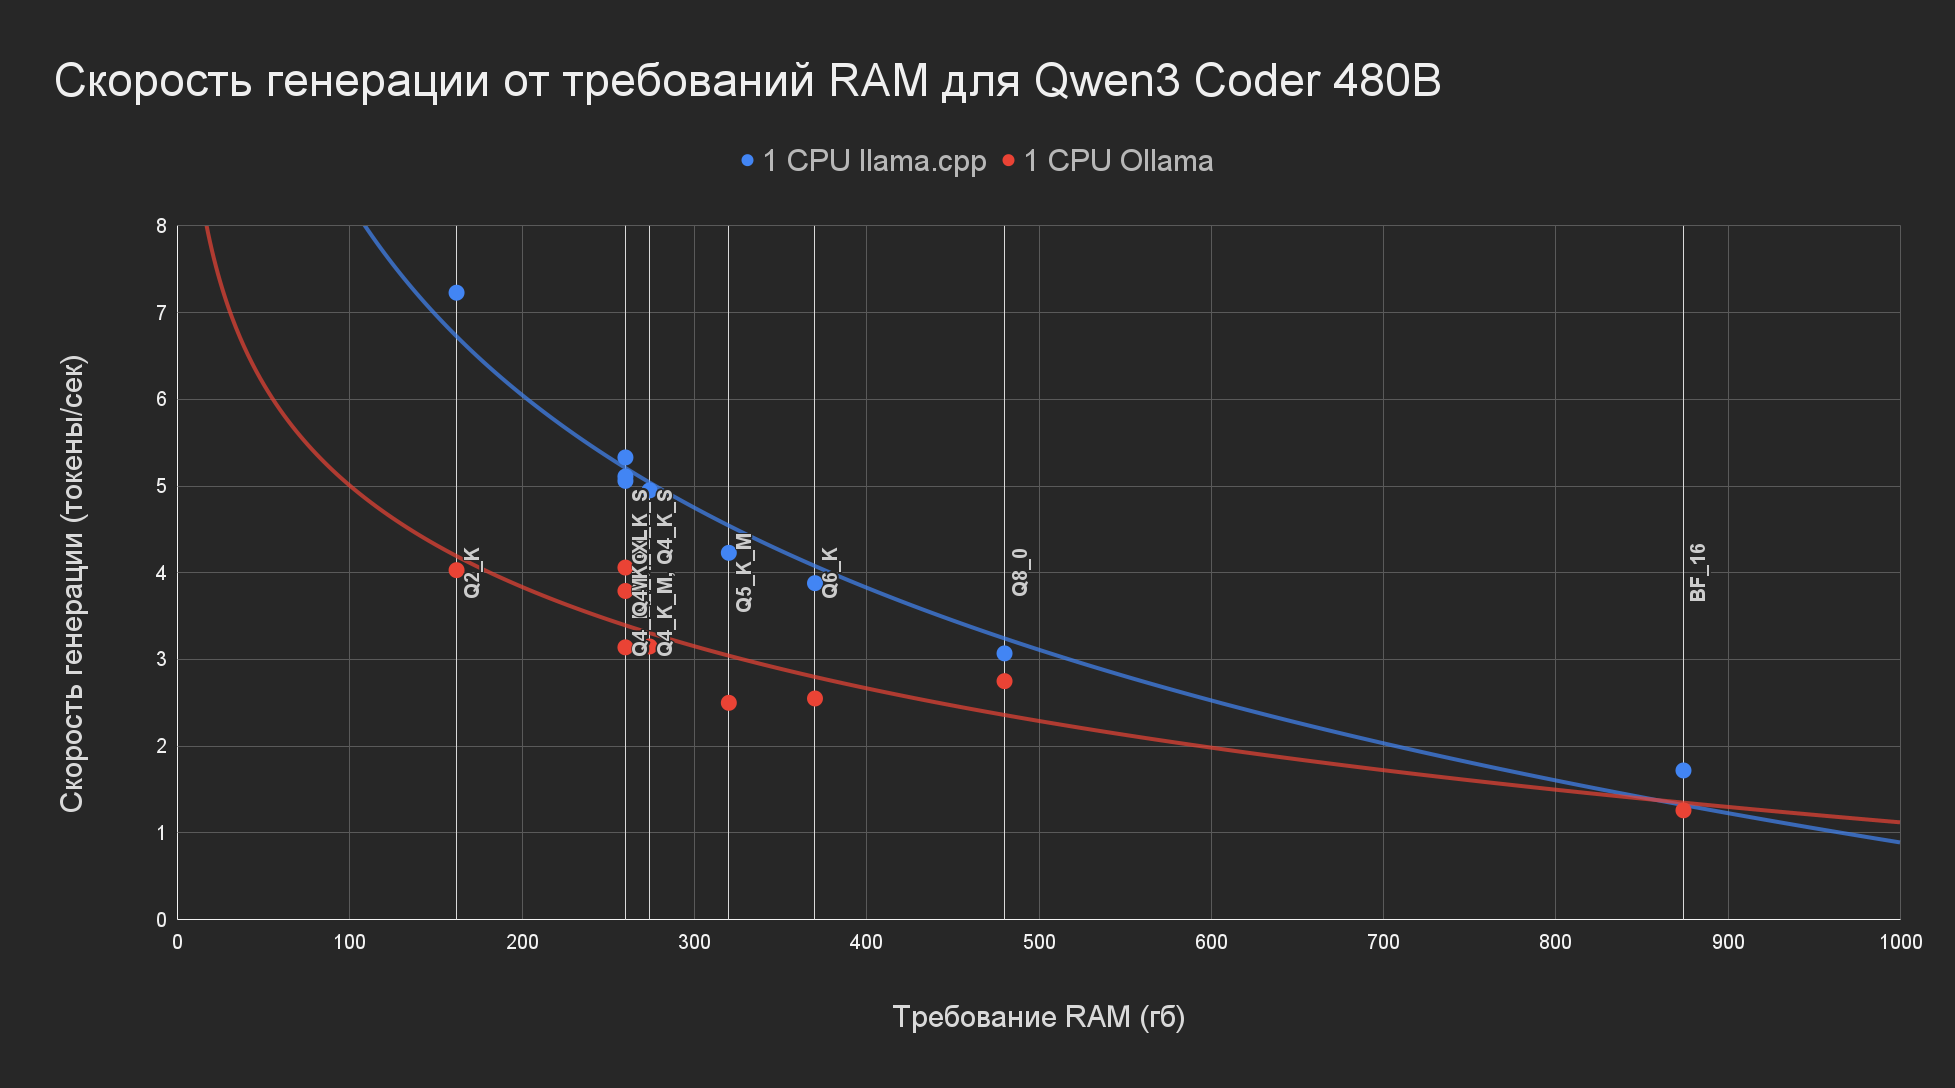 Скорость генерации от требований RAM для Qwen3 Coder 480B
1 CPU llama.cpp
1 CPU Ollama
Скорость генерации (токены/сек)
8
7
6
5
4
3
2
1
0
Q2_K
Q4_K_M, Q4_K_S
Q5_K_M
Q6_K
Q8_0
BF_16
0
100
200
300
400
500
600
700
800
900
1000
Требование RAM (гб)